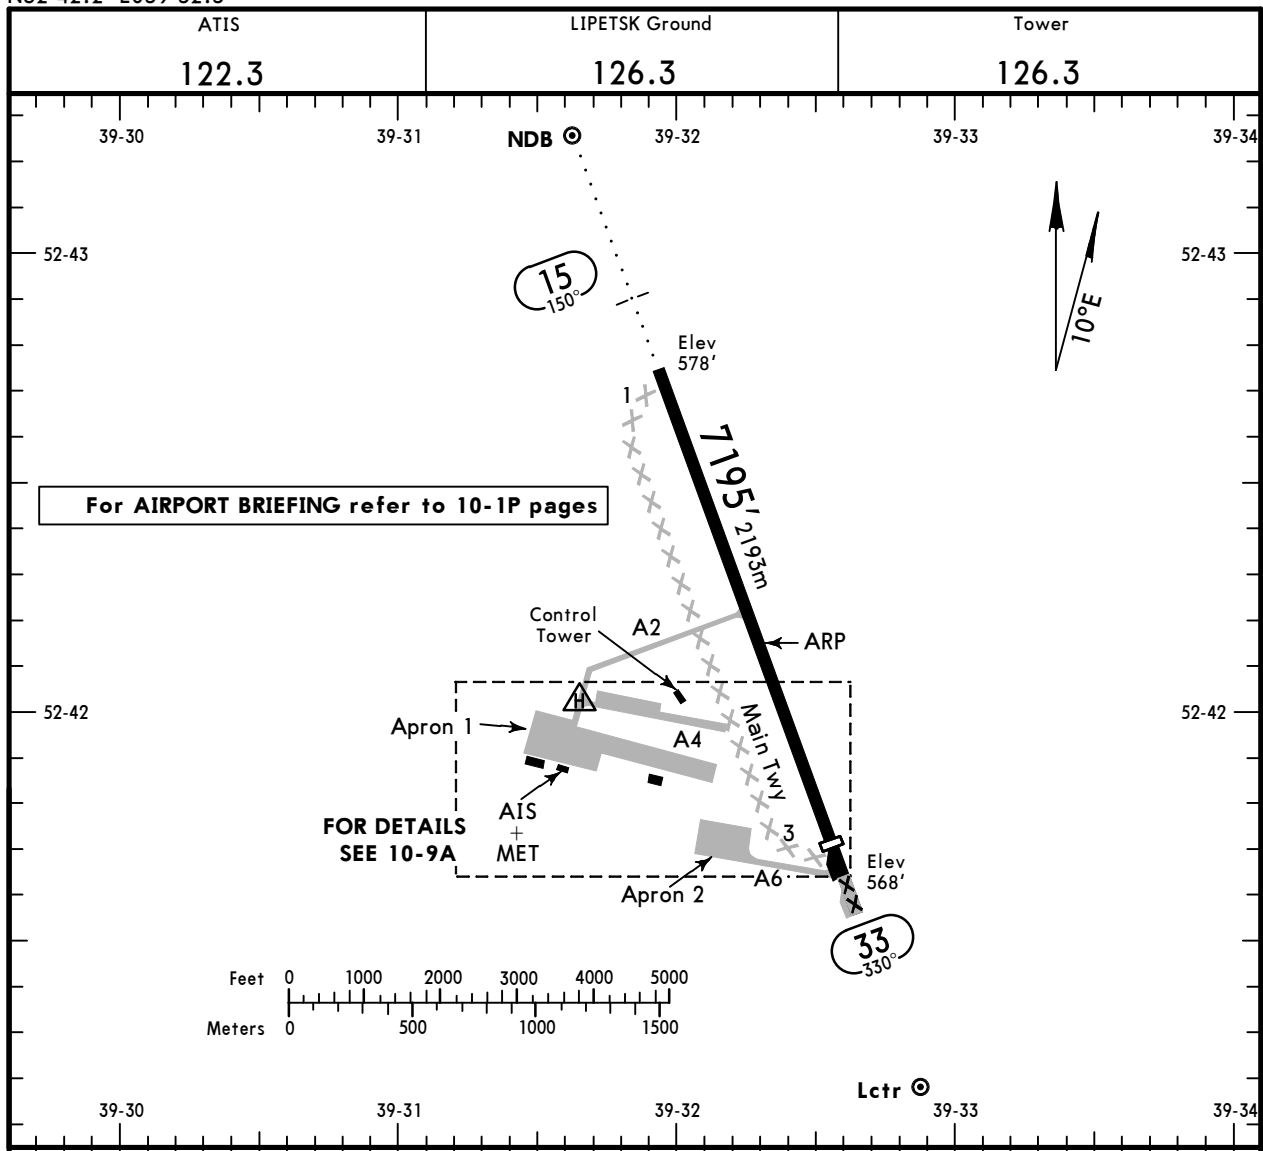 ATIS
LIPETSK Ground
Tower
122.3
126.3
126.3
39-30
39-31
39-32
39-33
39-34
NDB
52-43
52-43
15
150°
10°E
Elev
578'
1
7195'
2193m
For AIRPORT BRIEFING refer to 10-1P pages
Control
Tower
A2
ARP
H
52-42
52-42
Apron 1
A4
Main Twy
AIS
+
MET
FOR DETAILS
SEE 10-9A
3
Elev
568'
A6
Apron 2
33
330°
Feet 0 1000 2000 3000 4000 5000
Meters 0 500 1000 1500
Lctr
39-30
39-31
39-32
39-33
39-34